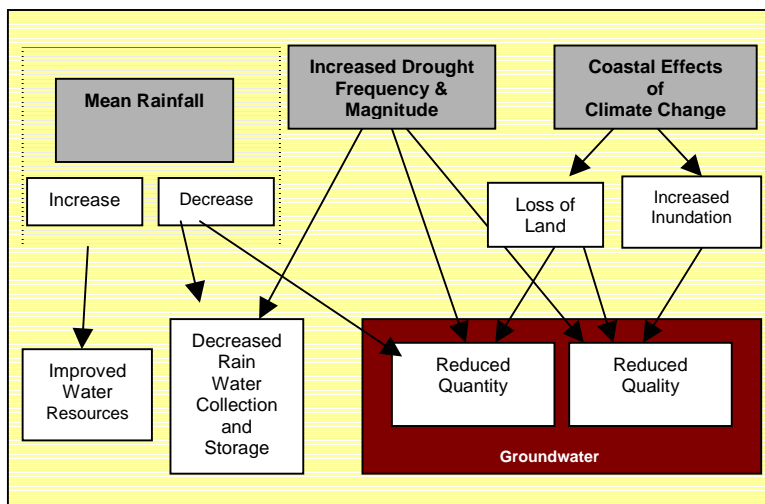 Mean Rainfall
Increased Drought
Frequency &
Magnitude
Coastal Effects
of
Climate Change
Increase
Decrease
Loss of
Land
Increased
Inundation
Improved
Water
Resources
Decreased
Rain
Water
Collection
and
Storage
Reduced
Quantity
Reduced
Quality
Groundwater